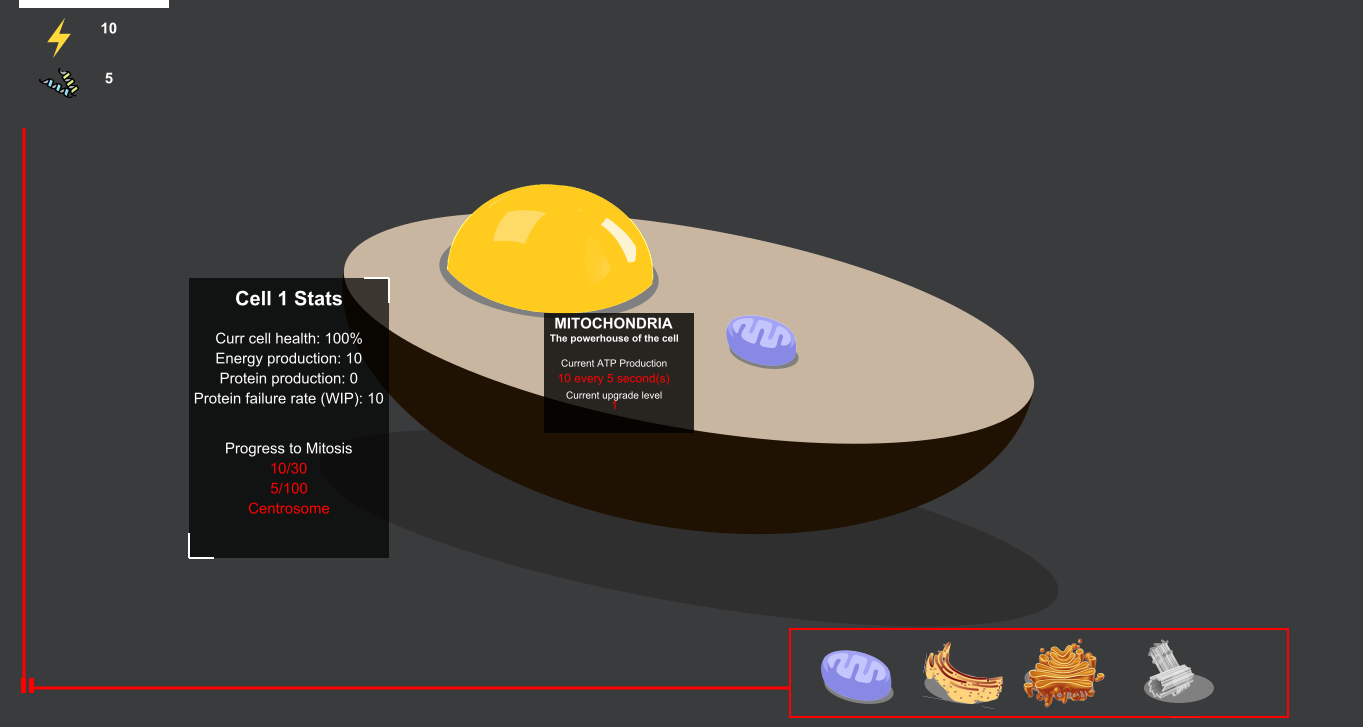 10
5
Cell 1 Stats
Curr cell health: 100%
Energy production: 10
Protein production: 0
Protein failure rate (WIP): 10
Progress to Mitosis
10/30
5/100
Centrosome
MITOCHONDRIA
The powerhouse of the cell
Current ATP Production
10 every 5 second(s)
Current upgrade level